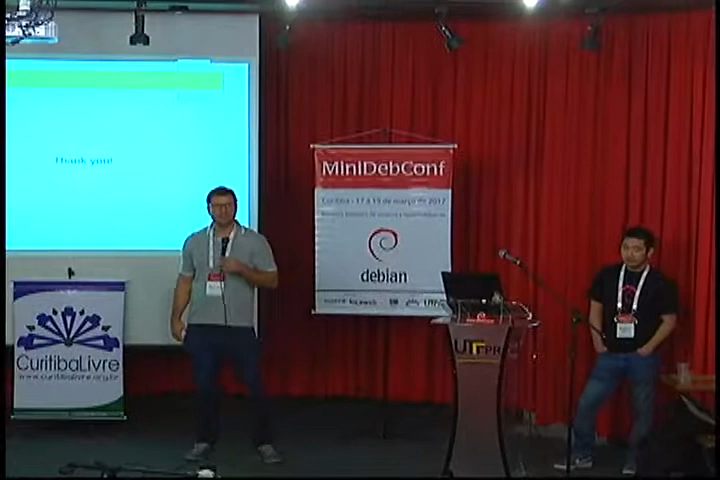 Thank you!
MiniDebConf
Curitiba - 17 a 19 de março de 2017
debian
CuritibaLivre
www.curitibalivre.org.br
UTFPR